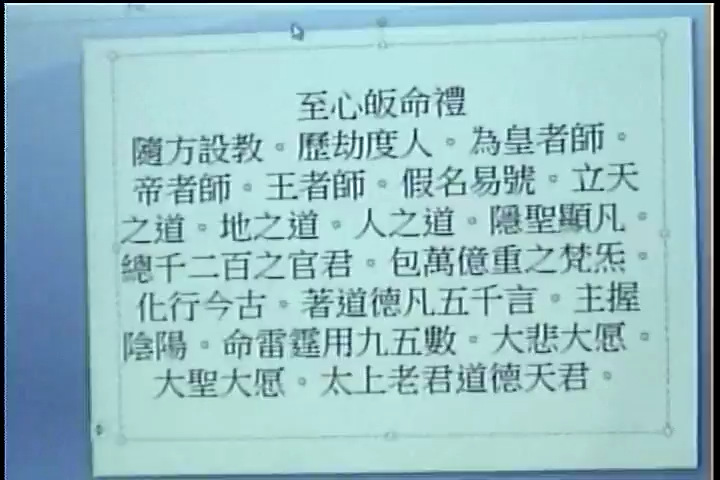 至心皈命禮
隨方設教。歷劫度人。為皇者師。
帝者師。王者師。假名易號。立天
之道。地之道。人之道。隱聖顯凡。
總千二百之官君。包萬億重之梵炁。
化行今古。著道德凡五千言。主握
陰陽。命雷霆用九五數。大悲大愿。
大聖大愿。太上老君道德天君。